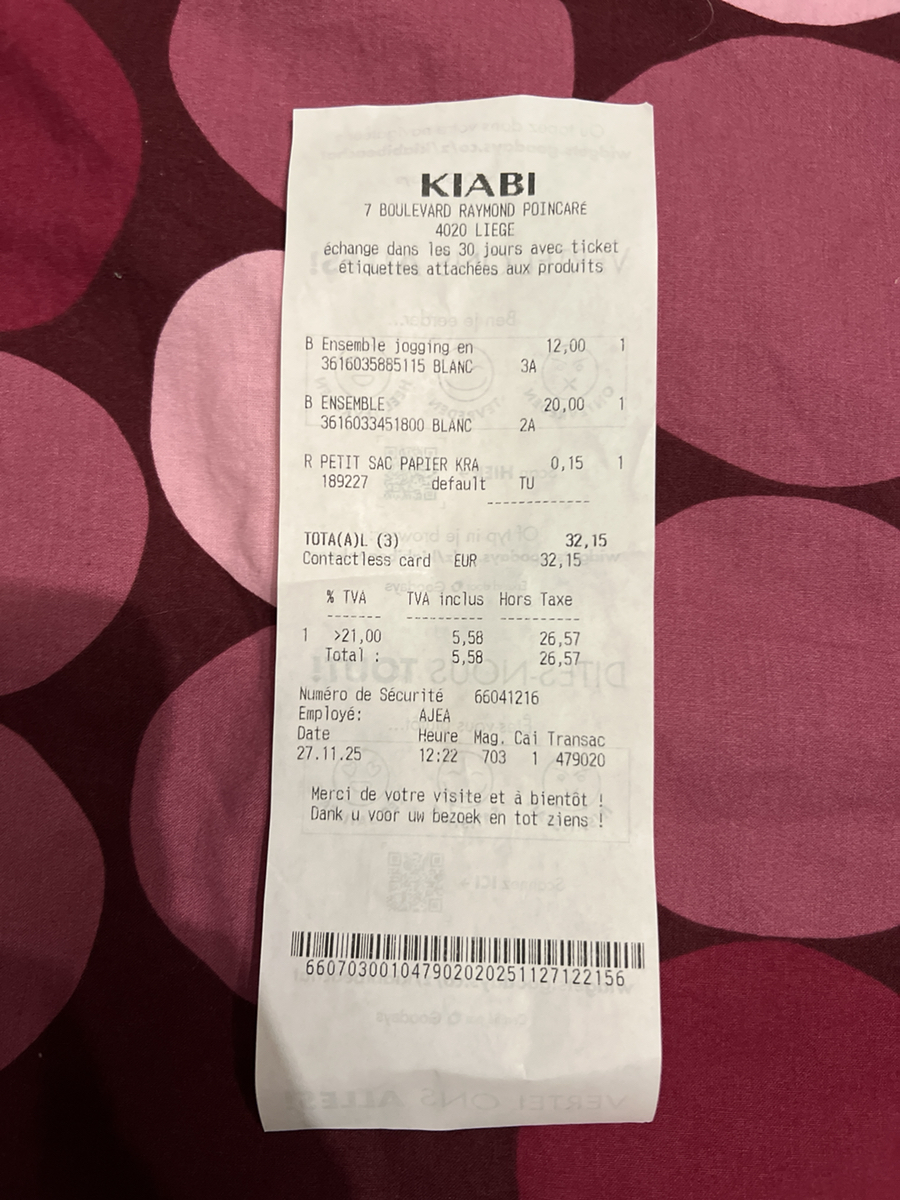 KIABI
7 BOULEVARD RAYMOND POINCARÉ
4020 LIEGE
échange dans les 30 jours avec ticket
étiquettes attachées aux produits
B Ensemble jogging en 12,00 1
3616035885115 BLANC 3A
B ENSEMBLE 20,00 1
3616033451800 BLANC 2A
R PETIT SAC PAPIER KRA 0,15 1
189227 default TU
-------------
TOTA(A)L (3) 32,15
Contactless card EUR 32,15
% TVA TVA inclus Hors Taxe
------- ---------- ----------
1 >21,00 5,58 26,57
Total : 5,58 26,57
Numéro de Sécurité 66041216
Employé: AJEA
Date Heure Mag. Cai Transac
27.11.25 12:22 703 1 479020
Merci de votre visite et à bientôt !
Dank u voor uw bezoek en tot ziens !
660703001047902020251127122156